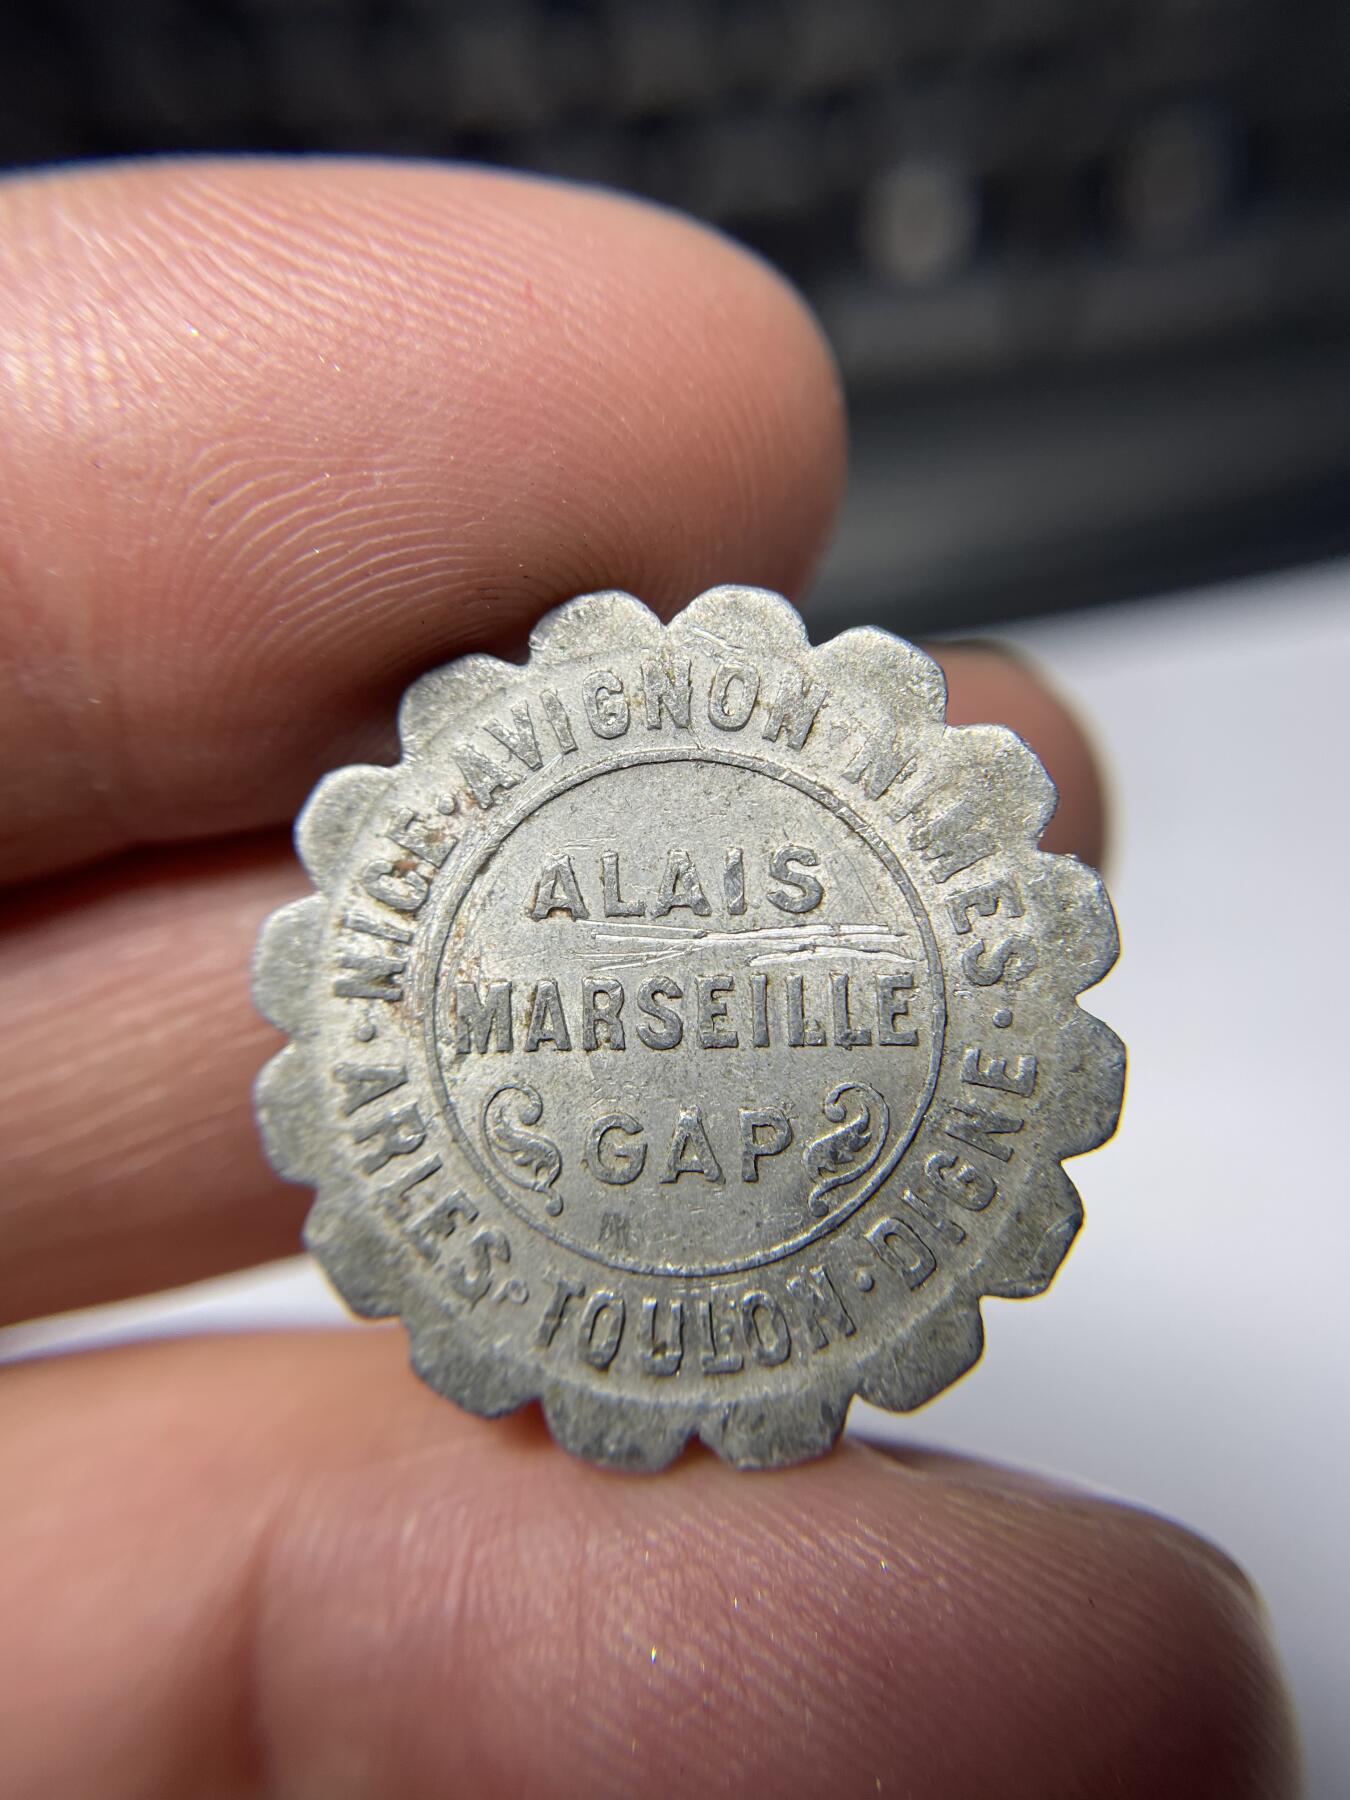 · NICE · AVIGNON · NIMES · DIGNE · TOULON · ARLES
ALAIS
MARSEILLE
GAP